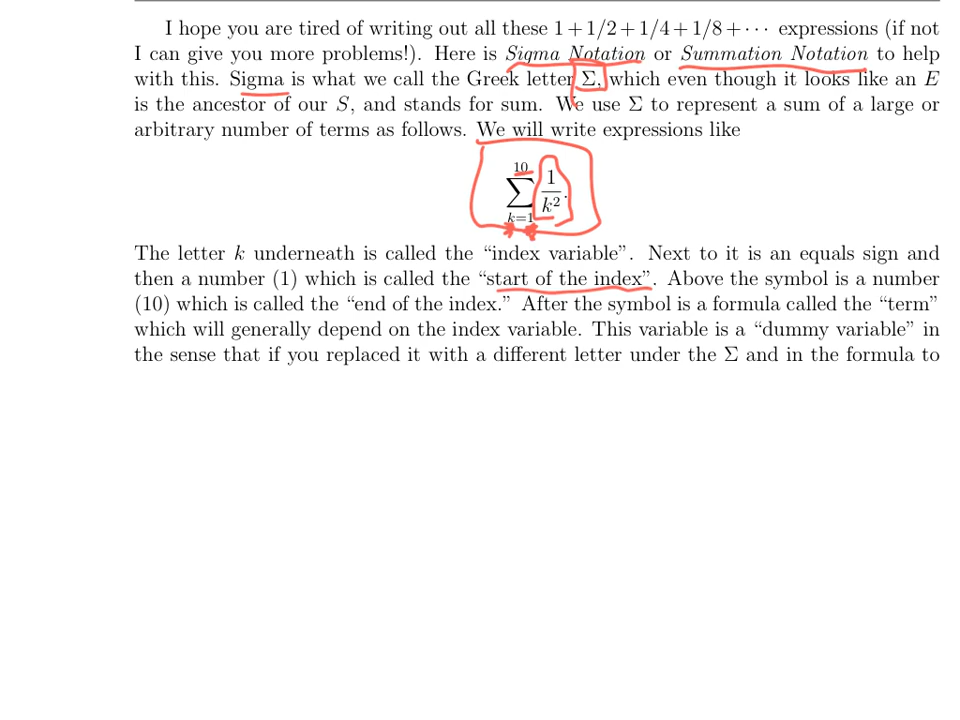 I hope you are tired of writing out all these 1 + 1/2 + 1/4 + 1/8 + ··· expressions (if not
I can give you more problems!). Here is Sigma Notation or Summation Notation to help
with this. Sigma is what we call the Greek letter Σ, which even though it looks like an E
is the ancestor of our S, and stands for sum. We use Σ to represent a sum of a large or
arbitrary number of terms as follows. We will write expressions like
10
∑ 1/k².
k=1
The letter k underneath is called the “index variable”. Next to it is an equals sign and
then a number (1) which is called the “start of the index”. Above the symbol is a number
(10) which is called the “end of the index.” After the symbol is a formula called the “term”
which will generally depend on the index variable. This variable is a “dummy variable” in
the sense that if you replaced it with a different letter under the Σ and in the formula to